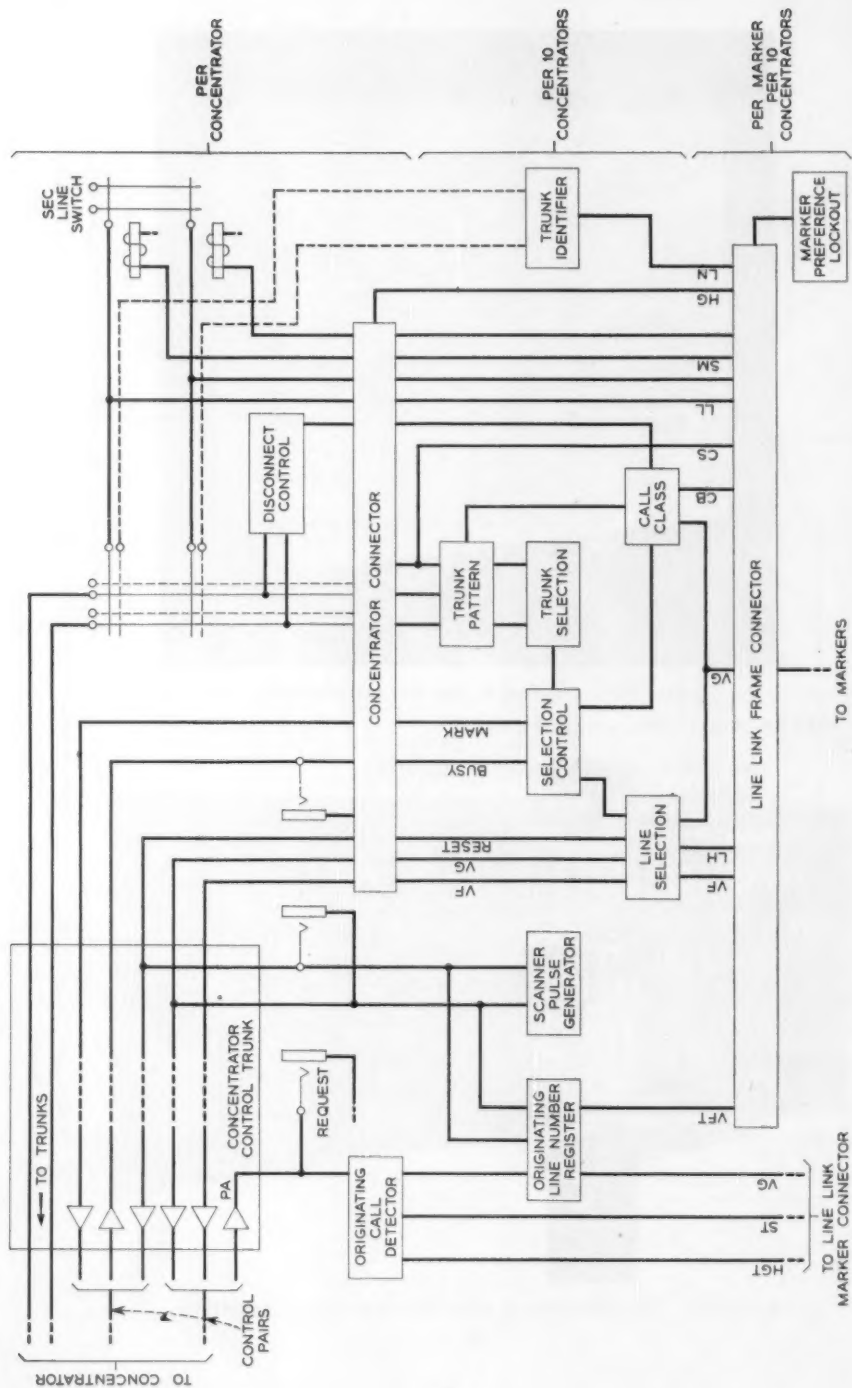 SEC
LINE
SWITCH
PER
CONCENTRATOR
← TO TRUNKS
CONCENTRATOR
CONTROL TRUNK
PA
TO CONCENTRATOR
CONTROL
PAIRS
REQUEST
DISCONNECT
CONTROL
CONCENTRATOR CONNECTOR
PER 10
CONCENTRATORS
VF
VG
RESET
BUSY
MARK
ORIGINATING
CALL
DETECTOR
ORIGINATING
LINE NUMBER
REGISTER
SCANNER
PULSE
GENERATOR
LINE
SELECTION
SELECTION
CONTROL
TRUNK
PATTERN
TRUNK
SELECTION
CALL
CLASS
TRUNK
IDENTIFIER
PER MARKER
PER 10
CONCENTRATORS
HGT
ST
VG
VFT
VF
LH
VG
CB
CS
LL
SM
HG
LN
LINE LINK FRAME CONNECTOR
MARKER
PREFERENCE
LOCKOUT
TO LINE LINK
MARKER CONNECTOR
TO MARKERS